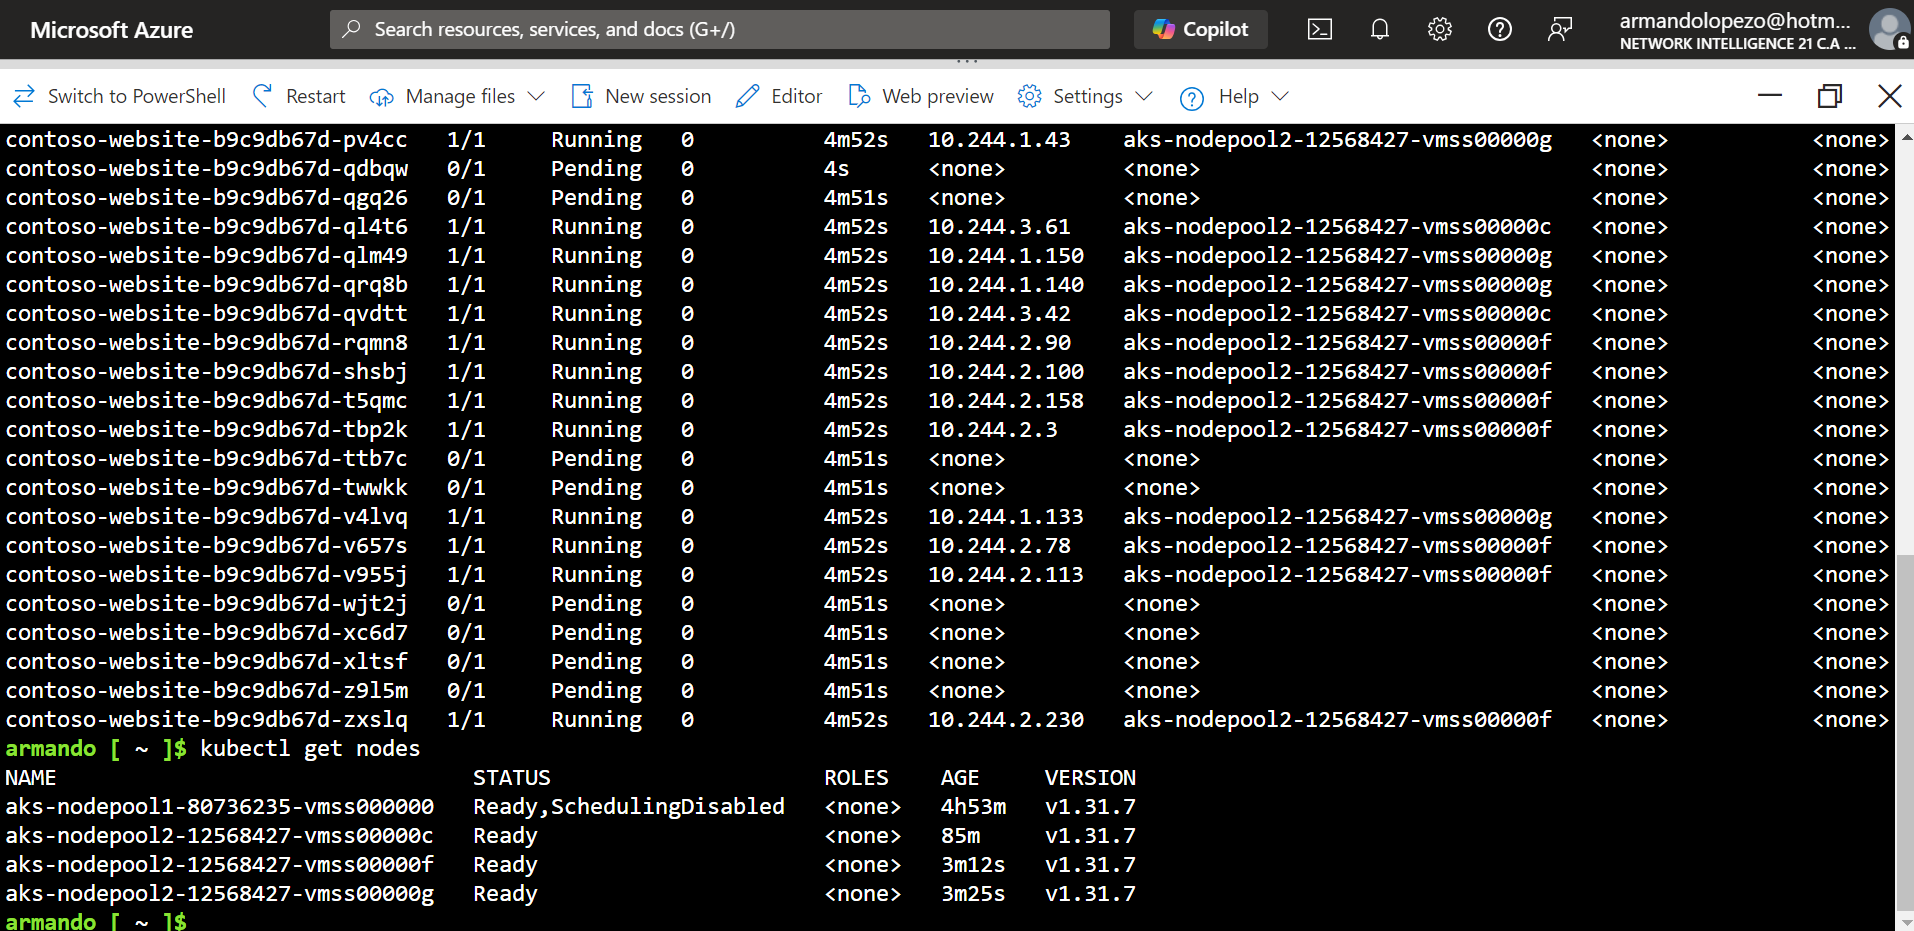 Microsoft Azure
Search resources, services, and docs (G+/)
Copilot
armandolopezo@hotm...
NETWORK INTELLIGENCE 21 C.A ...
Switch to PowerShell Restart Manage files New session Editor Web preview Settings Help
contoso-website-b9c9db67d-pv4cc 1/1 Running 0 4m52s 10.244.1.43 aks-nodepool2-12568427-vmss00000g <none> <none>
contoso-website-b9c9db67d-qdbqw 0/1 Pending 0 4s <none> <none> <none> <none>
contoso-website-b9c9db67d-qgq26 0/1 Pending 0 4m51s <none> <none> <none> <none>
contoso-website-b9c9db67d-ql4t6 1/1 Running 0 4m52s 10.244.3.61 aks-nodepool2-12568427-vmss00000c <none> <none>
contoso-website-b9c9db67d-qlm49 1/1 Running 0 4m52s 10.244.1.150 aks-nodepool2-12568427-vmss00000g <none> <none>
contoso-website-b9c9db67d-qrq8b 1/1 Running 0 4m52s 10.244.1.140 aks-nodepool2-12568427-vmss00000g <none> <none>
contoso-website-b9c9db67d-qvdtt 1/1 Running 0 4m52s 10.244.3.42 aks-nodepool2-12568427-vmss00000c <none> <none>
contoso-website-b9c9db67d-rqmn8 1/1 Running 0 4m52s 10.244.2.90 aks-nodepool2-12568427-vmss00000f <none> <none>
contoso-website-b9c9db67d-shsbj 1/1 Running 0 4m52s 10.244.2.100 aks-nodepool2-12568427-vmss00000f <none> <none>
contoso-website-b9c9db67d-t5qmc 1/1 Running 0 4m52s 10.244.2.158 aks-nodepool2-12568427-vmss00000f <none> <none>
contoso-website-b9c9db67d-tbp2k 1/1 Running 0 4m52s 10.244.2.3 aks-nodepool2-12568427-vmss00000f <none> <none>
contoso-website-b9c9db67d-ttb7c 0/1 Pending 0 4m51s <none> <none> <none> <none>
contoso-website-b9c9db67d-twwkk 0/1 Pending 0 4m51s <none> <none> <none> <none>
contoso-website-b9c9db67d-v4lvq 1/1 Running 0 4m52s 10.244.1.133 aks-nodepool2-12568427-vmss00000g <none> <none>
contoso-website-b9c9db67d-v657s 1/1 Running 0 4m52s 10.244.2.78 aks-nodepool2-12568427-vmss00000f <none> <none>
contoso-website-b9c9db67d-v955j 1/1 Running 0 4m52s 10.244.2.113 aks-nodepool2-12568427-vmss00000f <none> <none>
contoso-website-b9c9db67d-wjt2j 0/1 Pending 0 4m51s <none> <none> <none> <none>
contoso-website-b9c9db67d-xc6d7 0/1 Pending 0 4m51s <none> <none> <none> <none>
contoso-website-b9c9db67d-xltsf 0/1 Pending 0 4m51s <none> <none> <none> <none>
contoso-website-b9c9db67d-z9l5m 0/1 Pending 0 4m51s <none> <none> <none> <none>
contoso-website-b9c9db67d-zxslq 1/1 Running 0 4m52s 10.244.2.230 aks-nodepool2-12568427-vmss00000f <none> <none>
armando [ ~ ]$ kubectl get nodes
NAME STATUS ROLES AGE VERSION
aks-nodepool1-80736235-vmss000000 Ready,SchedulingDisabled <none> 4h53m v1.31.7
aks-nodepool2-12568427-vmss00000c Ready <none> 85m v1.31.7
aks-nodepool2-12568427-vmss00000f Ready <none> 3m12s v1.31.7
aks-nodepool2-12568427-vmss00000g Ready <none> 3m25s v1.31.7
armando [ ~ ]$